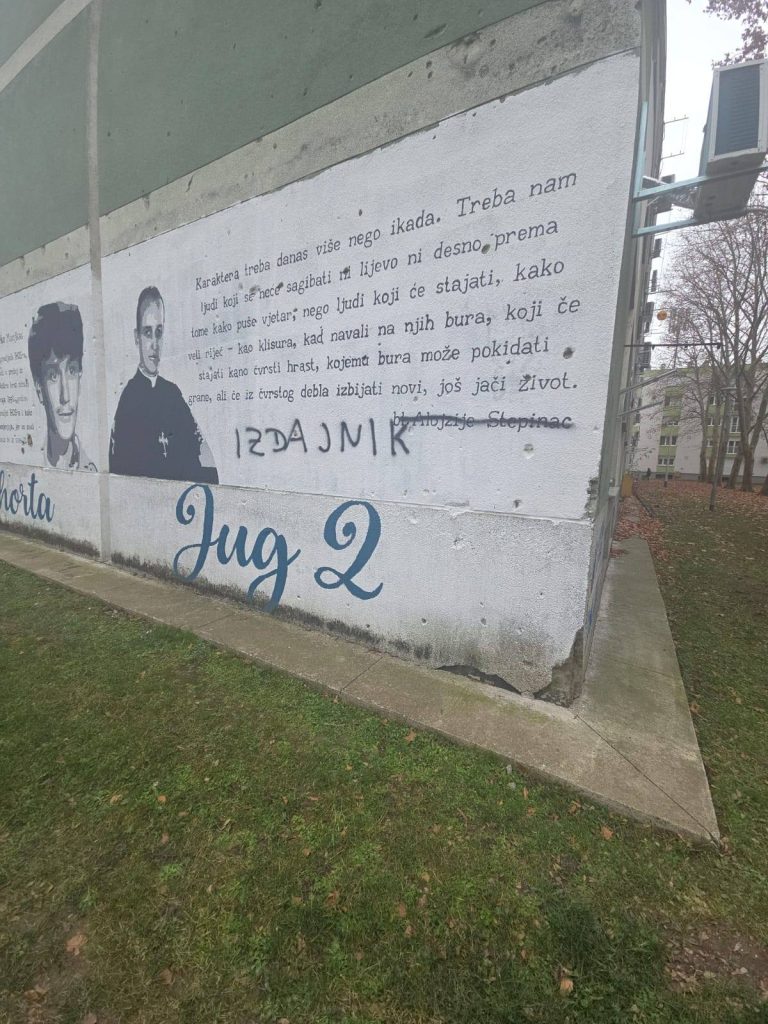 Karaktera treba danas više nego ikada. Treba nam
ljudi koji se neće sagibati ni lijevo ni desno, prema
tome kako puše vjetar, nego ljudi koji će stajati, kako
veli riječ - kao klisura, kad navali na njih bura, koji će
stajati kano čvrsti hrast, kojemu bura može pokidati
grane, ali će iz čvrstog debla izbijati novi, još jači život.
bl. Alojzije Stepinac
IZDAJNIK
horta
Jug 2